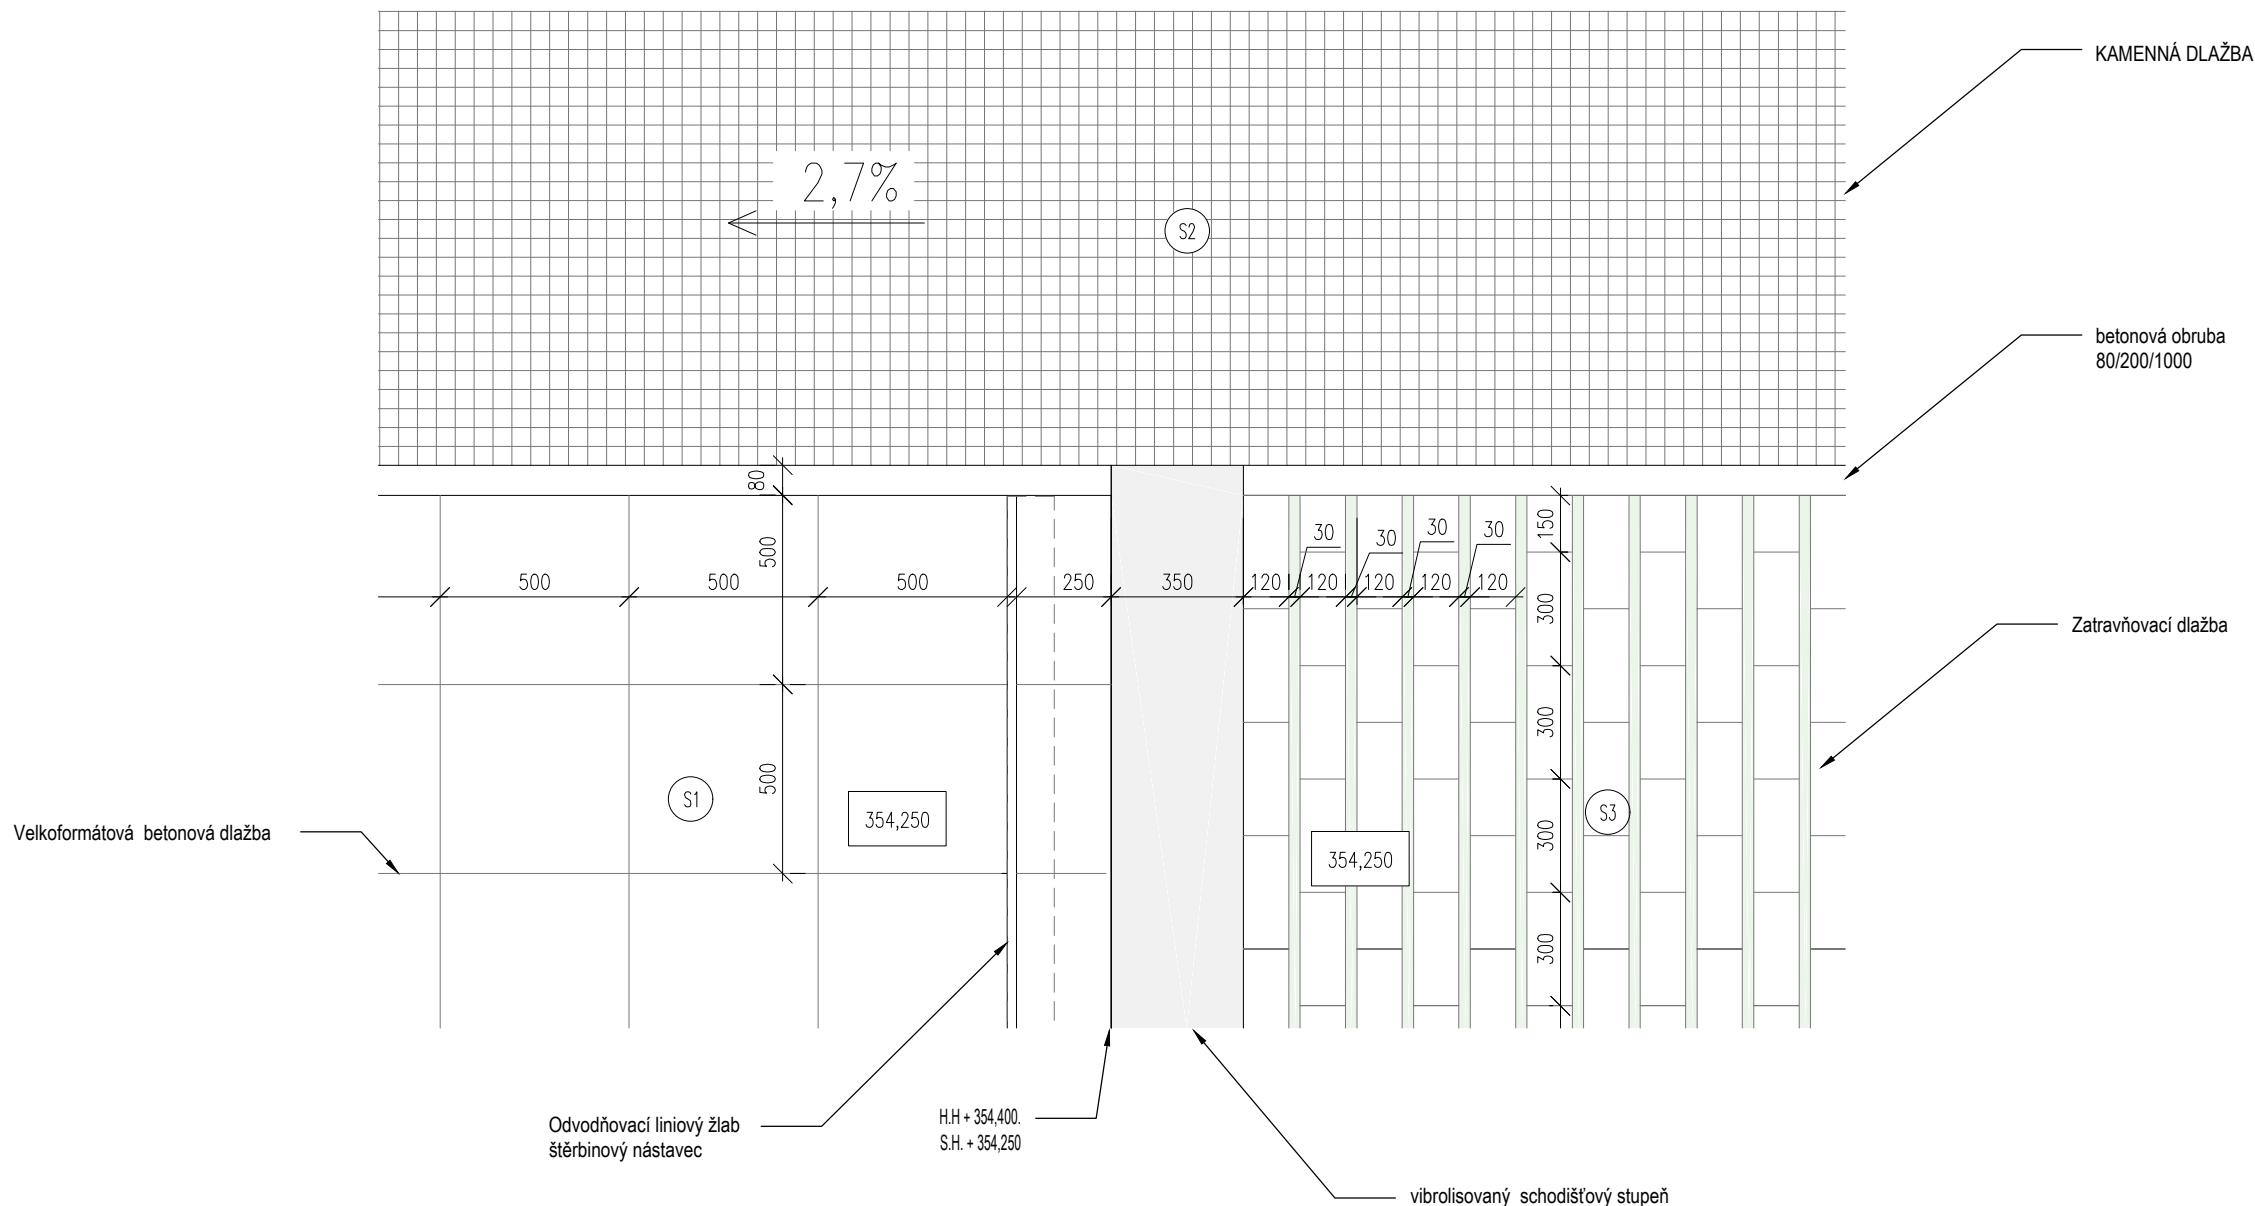 KAMENNÁ DLAŽBA
2,7%
S2
betonová obruba
80/200/1000
80
500
150
30
30
30
30
500
500
500
250
350
120
120
120
120
120
300
Zatravňovací dlažba
300
500
S1
354,250
S3
Velkoformátová betonová dlažba
300
354,250
300
H.H + 354,400.
S.H. + 354,250
Odvodňovací liniový žlab
štěrbinový nástavec
vibrolisovaný schodišťový stupeň